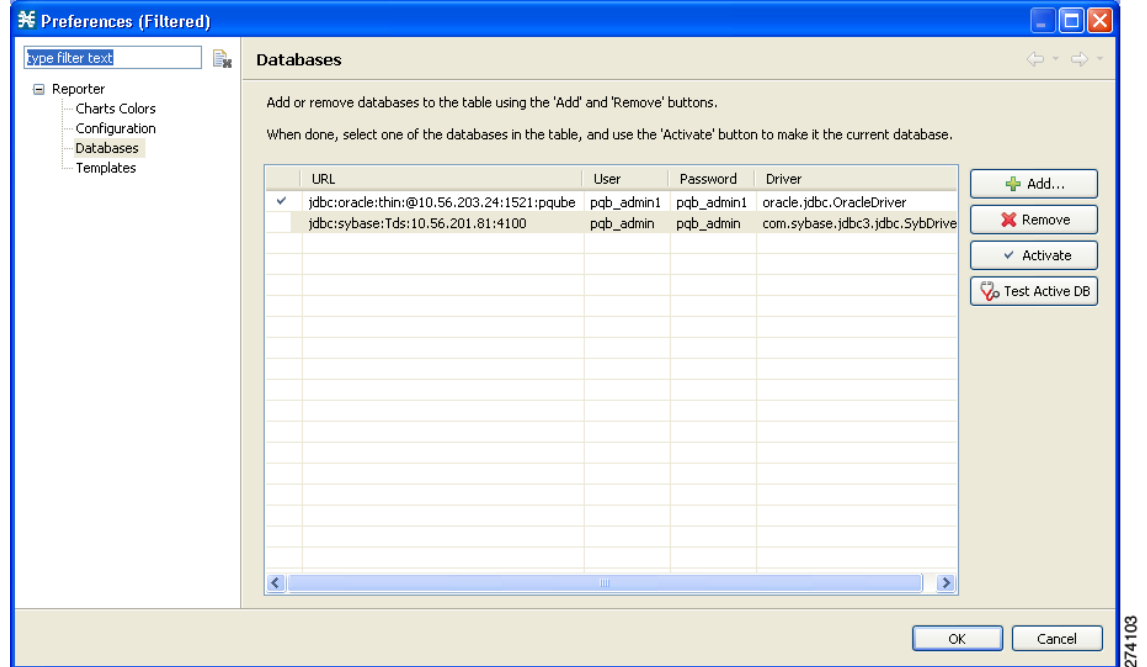 Preferences (Filtered)
type filter text
Databases
Reporter
Charts Colors
Configuration
Databases
Templates
Add or remove databases to the table using the 'Add' and 'Remove' buttons.
When done, select one of the databases in the table, and use the 'Activate' button to make it the current database.
URL User Password Driver
jdbc:oracle:thin:@10.56.203.24:1521:pqube pqb_admin1 pqb_admin1 oracle.jdbc.OracleDriver
jdbc:sybase:Tds:10.56.201.81:4100 pqb_admin pqb_admin com.sybase.jdbc3.jdbc.SybDrive
Add...
Remove
Activate
Test Active DB
OK Cancel
274103